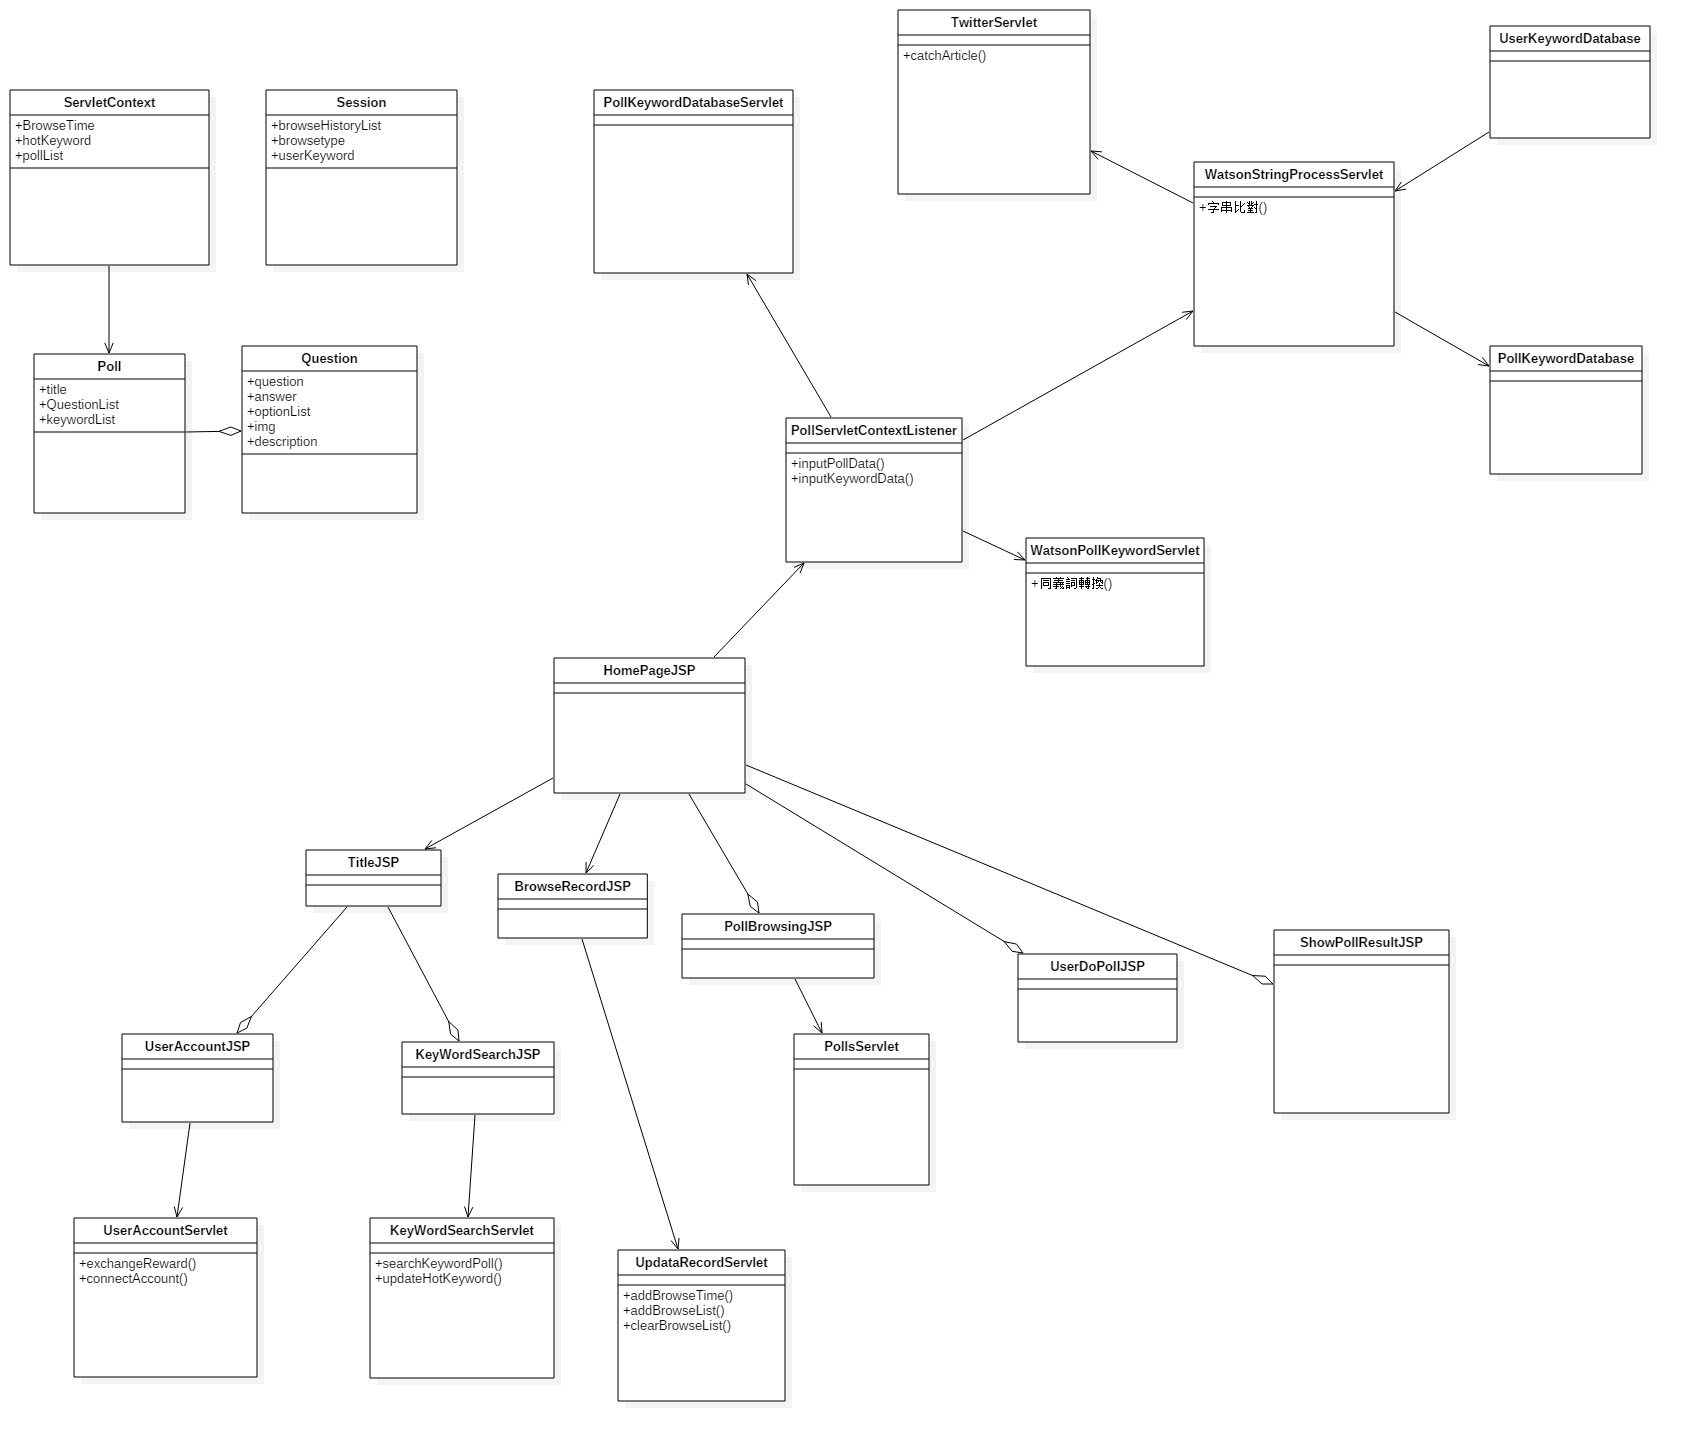 TwitterServlet
+catchArticle()
UserKeywordDatabase
ServletContext
+BrowseTime
+hotKeyword
+pollList
Session
+browseHistoryList
+browsetype
+userKeyword
PollKeywordDatabaseServlet
WatsonStringProcessServlet
+字串比對()
Poll
+title
+QuestionList
+keywordList
Question
+question
+answer
+optionList
+img
+description
PollKeywordDatabase
PollServletContextListener
+inputPollData()
+inputKeywordData()
WatsonPollKeywordServlet
+同義詞轉換()
HomePageJSP
TitleJSP
BrowseRecordJSP
PollBrowsingJSP
UserDoPollJSP
ShowPollResultJSP
UserAccountJSP
KeyWordSearchJSP
PollsServlet
UserAccountServlet
+exchangeReward()
+connectAccount()
KeyWordSearchServlet
+searchKeywordPoll()
+updateHotKeyword()
UpdataRecordServlet
+addBrowseTime()
+addBrowseList()
+clearBrowseList()